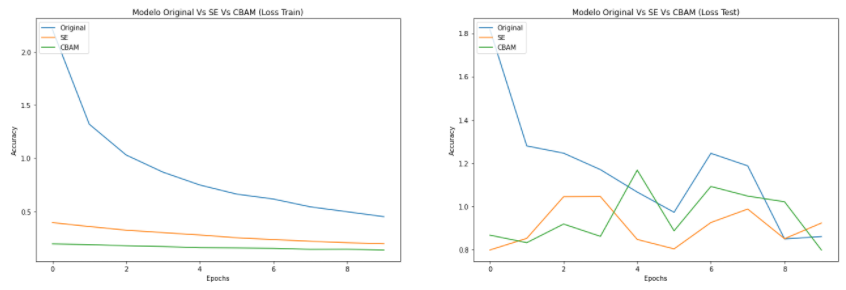 Modelo Original Vs SE Vs CBAM (Loss Train)
Original
SE
CBAM
2.0
1.5
1.0
0.5
Accuracy
0 2 4 6 8
Epochs
Modelo Original Vs SE Vs CBAM (Loss Test)
Original
SE
CBAM
1.8
1.6
1.4
1.2
1.0
0.8
Accuracy
0 2 4 6 8
Epochs